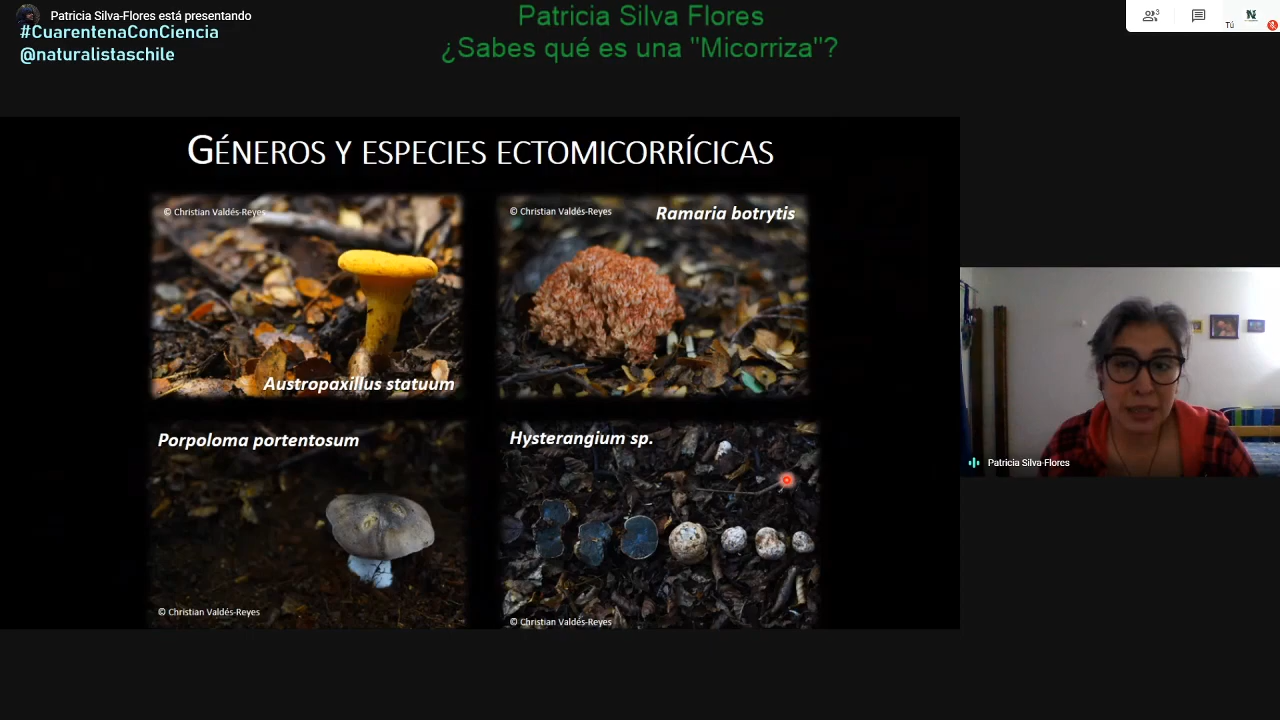 Patricia Silva-Flores está presentando
#CuarentenaConCiencia
@naturalistaschile
Patricia Silva Flores
¿Sabes qué es una "Micorriza"?
3
Tú
GÉNEROS Y ESPECIES ECTOMICORRÍCICAS
© Christian Valdés-Reyes
Austropaxillus statuum
© Christian Valdés-Reyes
Ramaria botrytis
Porpoloma portentosum
© Christian Valdés-Reyes
Hysterangium sp.
© Christian Valdés-Reyes
Patricia Silva-Flores